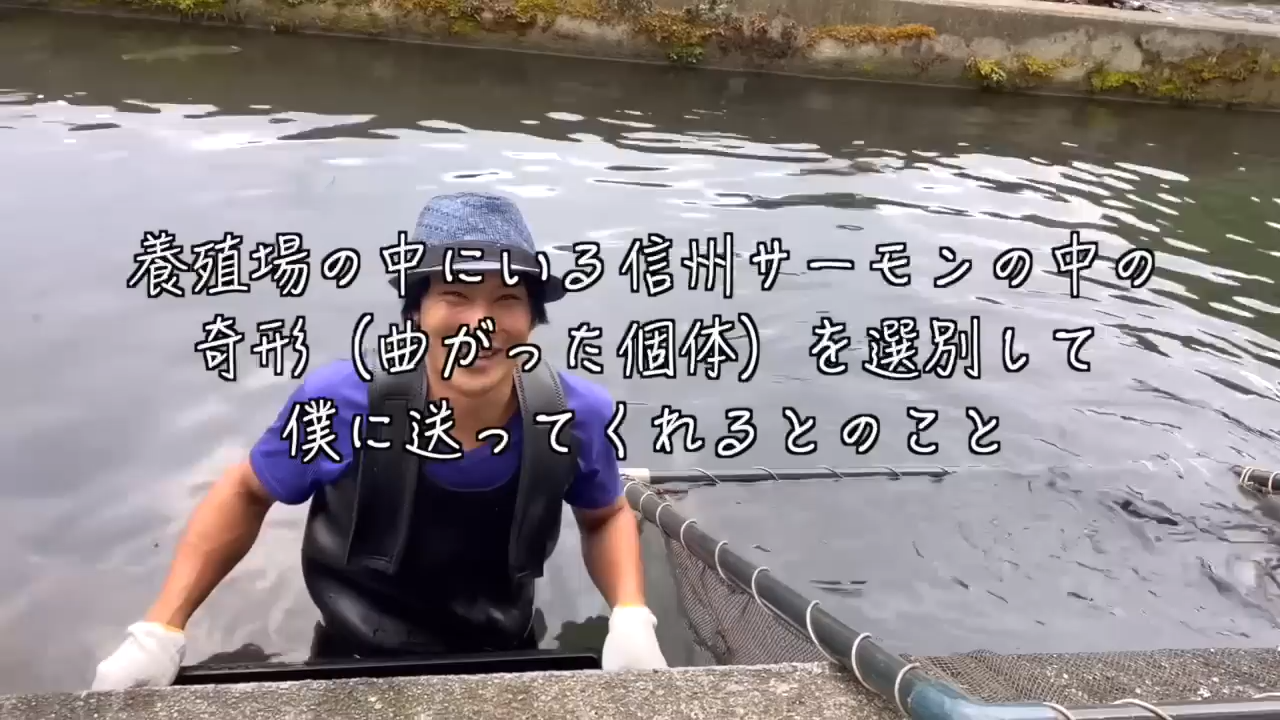 養殖場の中にいる信州サーモンの中の
奇形（曲がった個体）を選別して
僕に送ってくれるとのこと